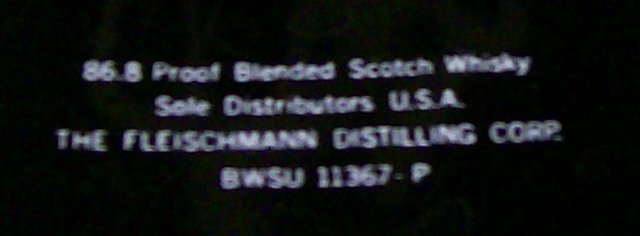 86.8 Proof Blended Scotch Whisky
Sole Distributors U.S.A.
THE FLEISCHMANN DISTILLING CORP.
BWSU 11367-P